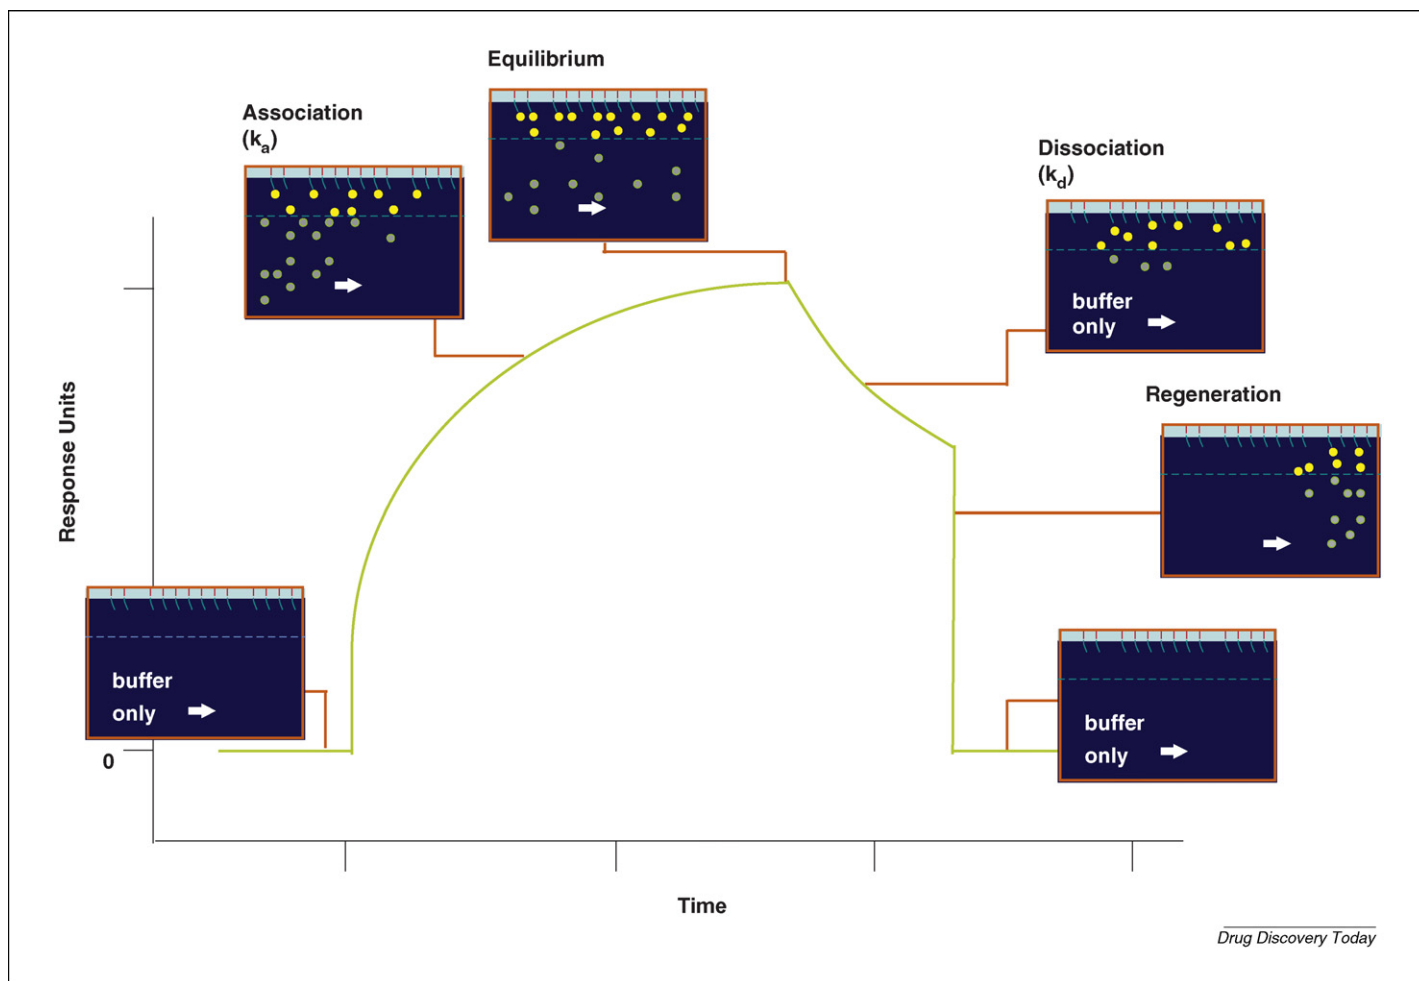 Equilibrium
Association
(ka)
Dissociation
(kd)
buffer
only
Regeneration
Response Units
buffer
only
buffer
only
0
Time
Drug Discovery Today